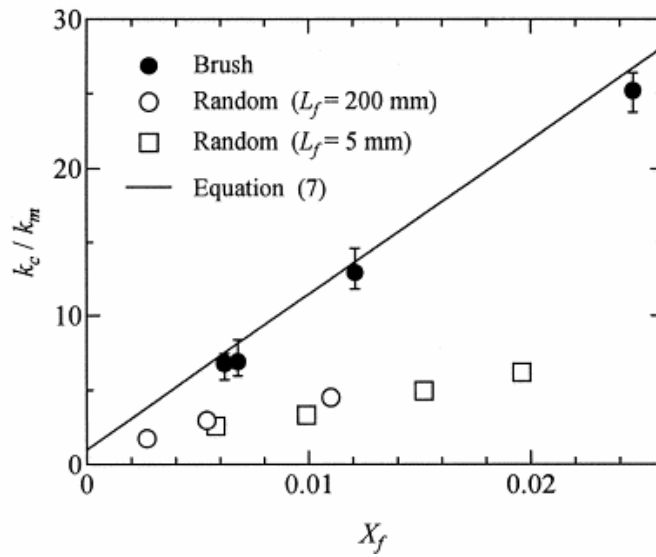 30
Brush
Random (L_f = 200 mm)
Random (L_f = 5 mm)
Equation (7)
20
k_c / k_m
10
0
0
0.01
0.02
X_f